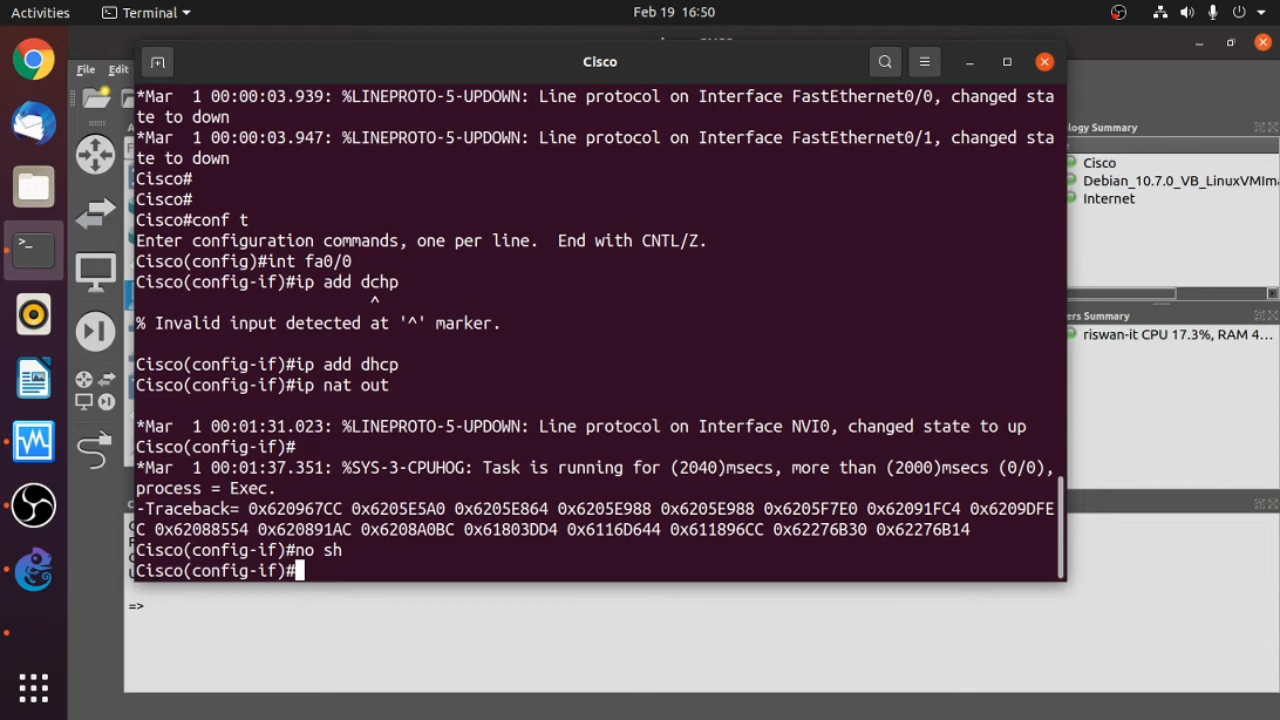 Activities
Terminal
Feb 19 16:50
File Edit
Cisco
*Mar  1 00:00:03.939: %LINEPROTO-5-UPDOWN: Line protocol on Interface FastEthernet0/0, changed sta
te to down
*Mar  1 00:00:03.947: %LINEPROTO-5-UPDOWN: Line protocol on Interface FastEthernet0/1, changed sta
te to down
Cisco#
Cisco#
Cisco#conf t
Enter configuration commands, one per line.  End with CNTL/Z.
Cisco(config)#int fa0/0
Cisco(config-if)#ip add dchp
^
% Invalid input detected at '^' marker.
Cisco(config-if)#ip add dhcp
Cisco(config-if)#ip nat out
*Mar  1 00:01:31.023: %LINEPROTO-5-UPDOWN: Line protocol on Interface NVI0, changed state to up
Cisco(config-if)#
*Mar  1 00:01:37.351: %SYS-3-CPUHOG: Task is running for (2040)msecs, more than (2000)msecs (0/0),
process = Exec.
-Traceback= 0x620967CC 0x6205E5A0 0x6205E864 0x6205E988 0x6205E988 0x6205F7E0 0x62091FC4 0x6209DFE
C 0x62088554 0x620891AC 0x6208A0BC 0x61803DD4 0x6116D644 0x611896CC 0x62276B30 0x62276B14
Cisco(config-if)#no sh
Cisco(config-if)#
=>
logy Summary
Cisco
Debian_10.7.0_VB_LinuxVMIma
Internet
ers Summary
riswan-it CPU 17.3%, RAM 4...